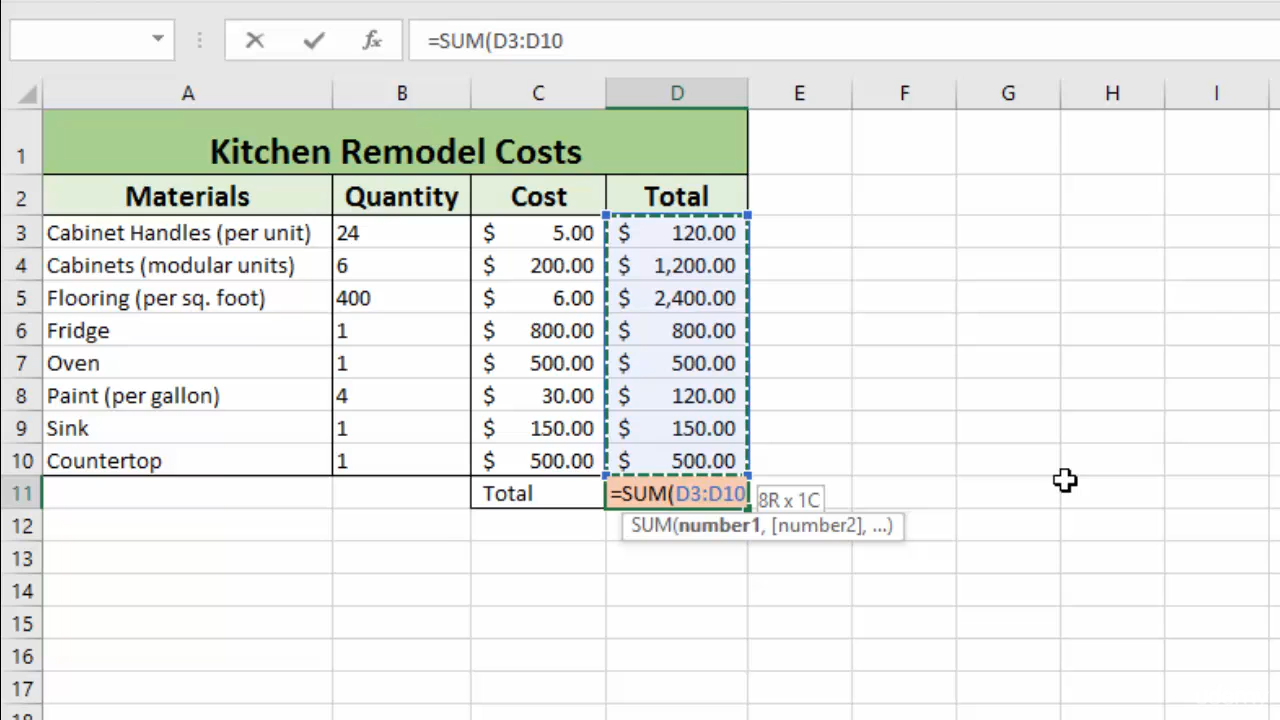 =SUM(D3:D10
A B C D E F G H I
1 Kitchen Remodel Costs
2 Materials Quantity Cost Total
3 Cabinet Handles (per unit) 24 $ 5.00 $ 120.00
4 Cabinets (modular units) 6 $ 200.00 $ 1,200.00
5 Flooring (per sq. foot) 400 $ 6.00 $ 2,400.00
6 Fridge 1 $ 800.00 $ 800.00
7 Oven 1 $ 500.00 $ 500.00
8 Paint (per gallon) 4 $ 30.00 $ 120.00
9 Sink 1 $ 150.00 $ 150.00
10 Countertop 1 $ 500.00 $ 500.00
11 Total =SUM(D3:D10 8R x 1C
12 SUM(number1, [number2], ...)
13
14
15
16
17
18